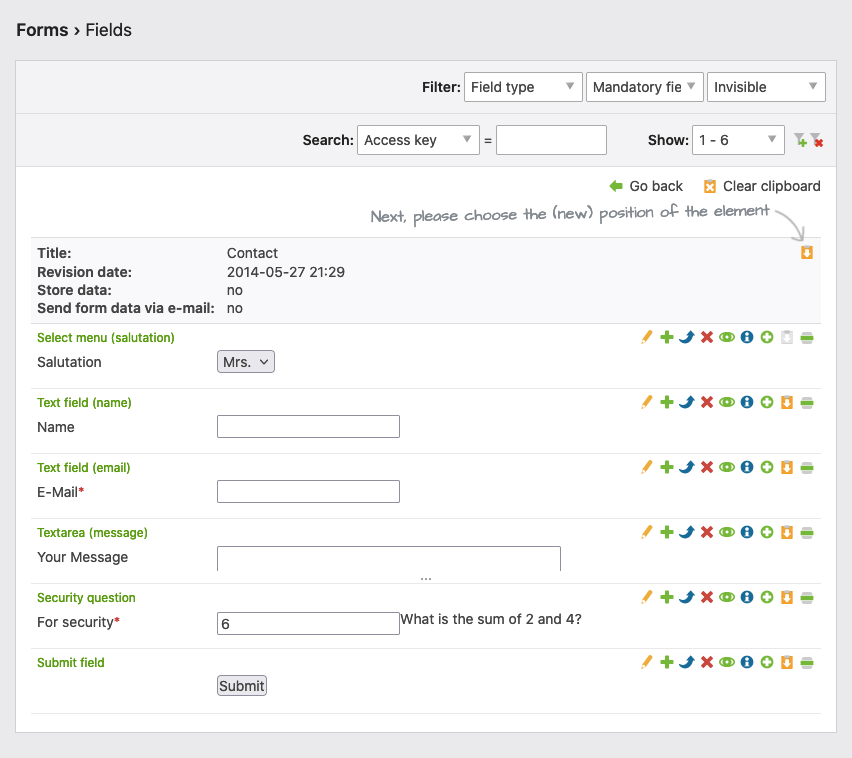 Forms › Fields
Filter: Field type Mandatory fie Invisible
Search: Access key = Show: 1 - 6
Go back Clear clipboard
Next, please choose the (new) position of the element
Title: Contact
Revision date: 2014-05-27 21:29
Store data: no
Send form data via e-mail: no
Select menu (salutation)
Salutation Mrs.
Text field (name)
Name
Text field (email)
E-Mail*
Textarea (message)
Your Message
...
Security question
For security* 6 What is the sum of 2 and 4?
Submit field
Submit